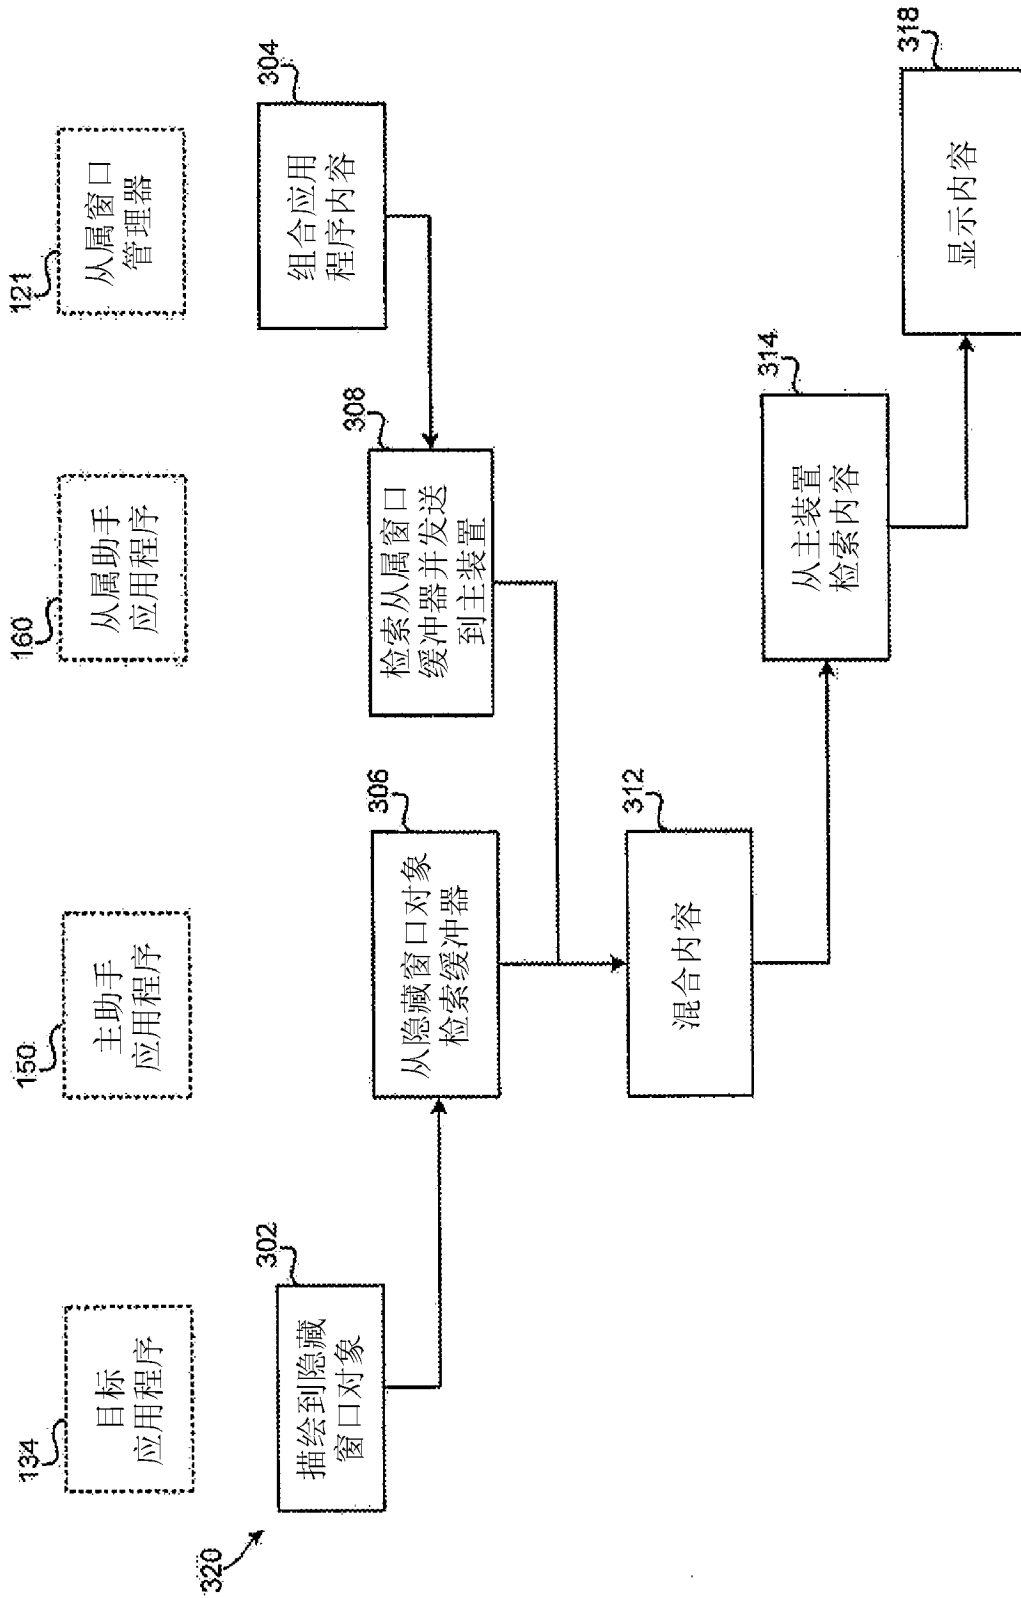 134
目标
应用程序
150
主助手
应用程序
160
从属助手
应用程序
121
从属窗口
管理器
320
302
描绘到隐藏
窗口对象
304
组合应用
程序内容
306
从隐藏窗口对象
检索缓冲器
308
检索从属窗口
缓冲器并发送
到主装置
312
混合内容
314
从主装置
检索内容
318
显示内容